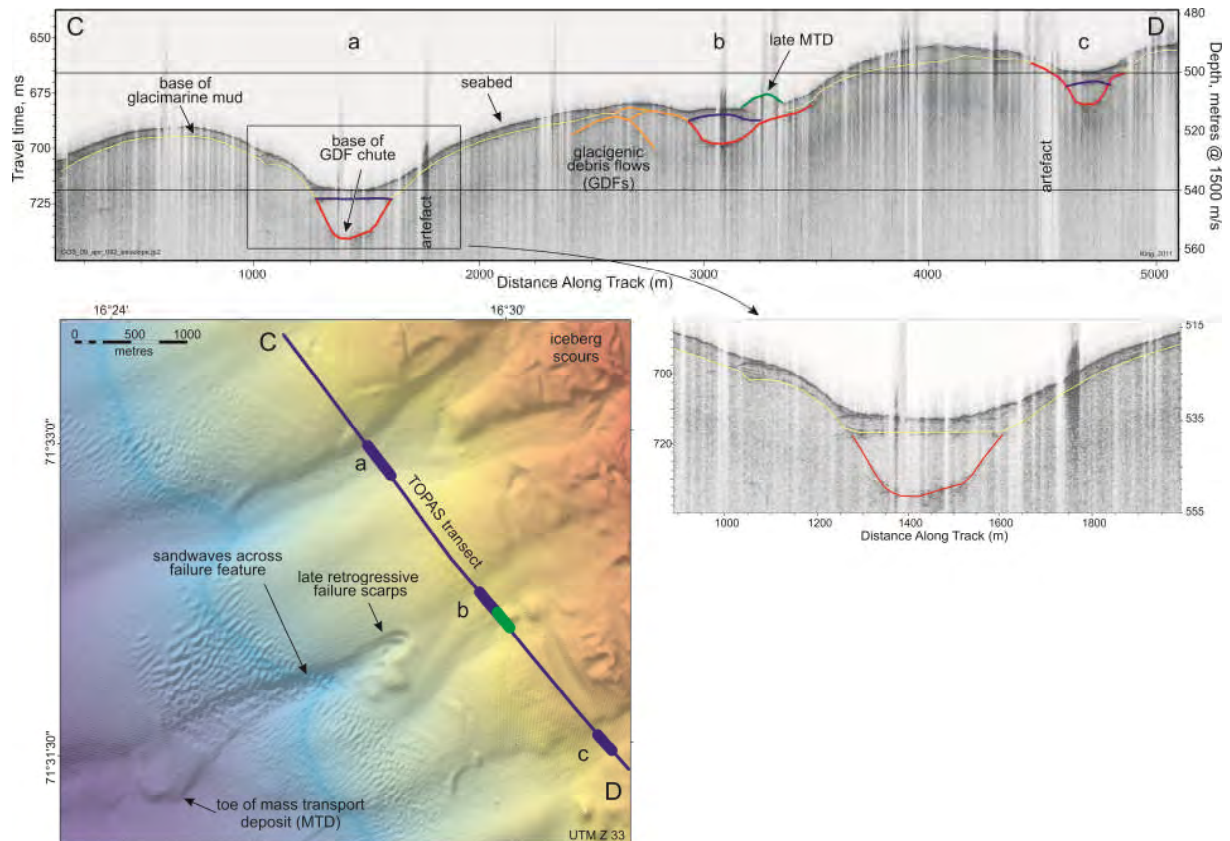 C
D
a
b
c
late MTD
base of
glacimarine mud
seabed
base of
GDF chute
glacigenic
debris flows
(GDFs)
artefact
artefact
Travel time, ms
650
675
700
725
480
500
520
540
560
Depth, metres @ 1500 m/s
King_2011
1000
2000
3000
4000
5000
Distance Along Track (m)
16°24'
16°30'
0 500 1000
metres
C
iceberg
scours
71°33'0"
a
TOPAS transect
sandwaves across
failure feature
late retrogressive
failure scarps
b
71°31'30"
c
D
toe of mass transport
deposit (MTD)
UTM Z 33
700
720
515
535
555
1000
1200
1400
1600
1800
2000
Distance Along Track (m)